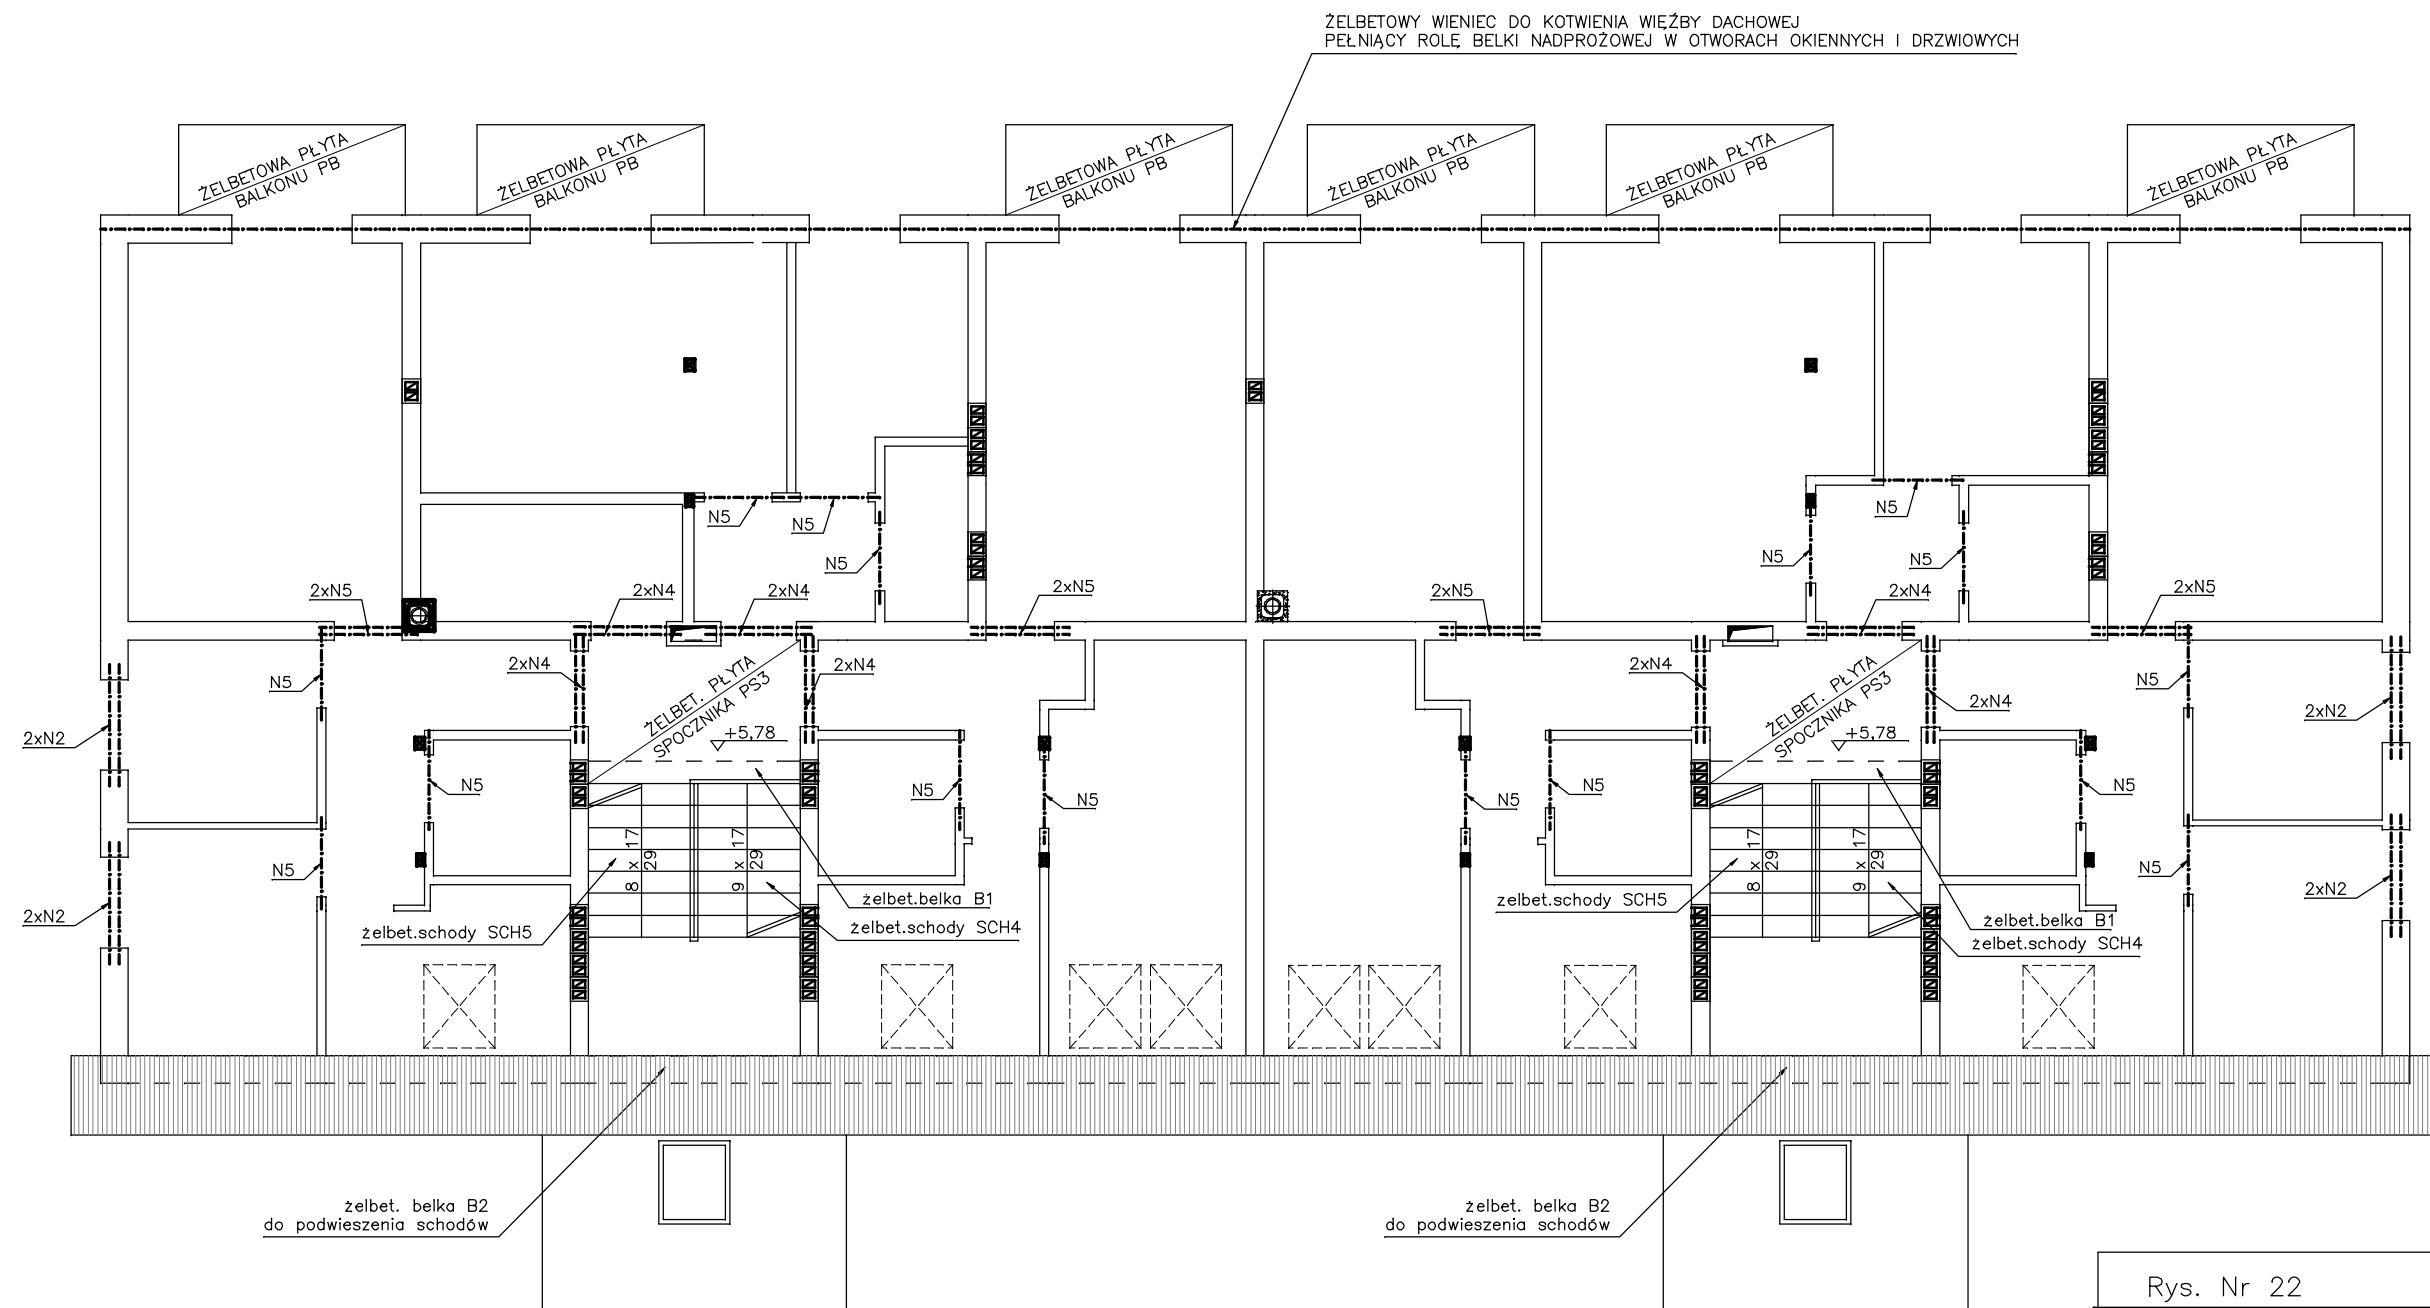 ŻELBETOWY WIENIEC DO KOTWIENIA WIĘŹBY DACHOWEJ
PEŁNIĄCY ROLĘ BELKI NADPROŻOWEJ W OTWORACH OKIENNYCH I DRZWIOWYCH
ŻELBETOWA PŁYTA
BALKONU PB
ŻELBETOWA PŁYTA
BALKONU PB
ŻELBETOWA PŁYTA
BALKONU PB
ŻELBETOWA PŁYTA
BALKONU PB
ŻELBETOWA PŁYTA
BALKONU PB
ŻELBETOWA PŁYTA
BALKONU PB
N5
N5
N5
N5
N5
N5
2xN5
2xN4
2xN4
2xN5
2xN5
2xN4
2xN5
N5
2xN4
ŻELBET. PŁYTA
SPOCZNIKA PS3
2xN4
2xN4
ŻELBET. PŁYTA
SPOCZNIKA PS3
2xN4
N5
2xN2
+5,78
+5,78
2xN2
N5
N5
N5
N5
N5
N5
N5
8 x 17
29
9 x 17
29
8 x 17
29
9 x 17
29
N5
2xN2
żelbet.belka B1
żelbet.schody SCH5
żelbet.schody SCH4
żelbet.schody SCH5
żelbet.belka B1
żelbet.schody SCH4
2xN2
żelbet. belka B2
do podwieszenia schodów
żelbet. belka B2
do podwieszenia schodów
Rys. Nr 22